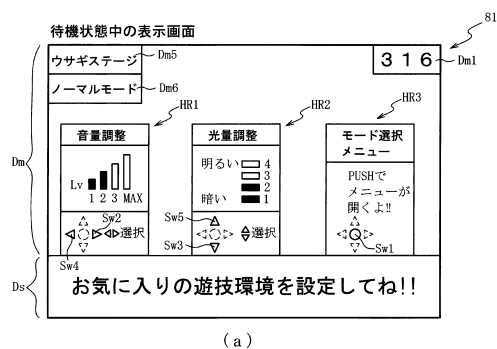 待機状態中の表示画面
81
ウサギステージ
Dm5
316
Dm1
ノーマルモード
Dm6
HR1
HR2
HR3
Dm
音量調整
光量調整
モード選択
メニュー
Lv
1 2 3 MAX
明るい 4
3
2
暗い 1
PUSHで
メニューが
開くよ!!
Sw2
選択
Sw4
Sw5
選択
Sw3
Sw1
Ds
お気に入りの遊技環境を設定してね!!
(a)